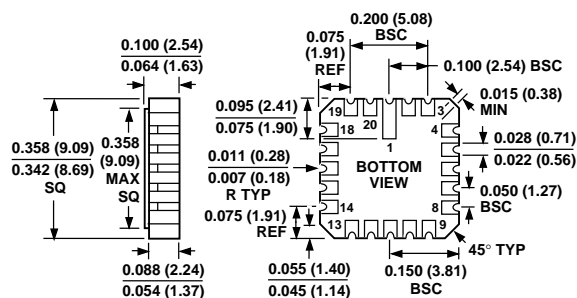 0.200 (5.08)
BSC
0.075
(1.91)
REF
0.100 (2.54)
0.064 (1.63)
0.100 (2.54) BSC
0.015 (0.38)
MIN
0.095 (2.41)
0.075 (1.90)
19
20
3
18
4
1
0.358 (9.09)
0.342 (8.69)
SQ
0.358
(9.09)
MAX
SQ
0.011 (0.28)
0.007 (0.18)
R TYP
BOTTOM
VIEW
0.028 (0.71)
0.022 (0.56)
0.050 (1.27)
BSC
0.075 (1.91)
REF
14
8
13
9
45° TYP
0.088 (2.24)
0.054 (1.37)
0.055 (1.40)
0.045 (1.14)
0.150 (3.81)
BSC